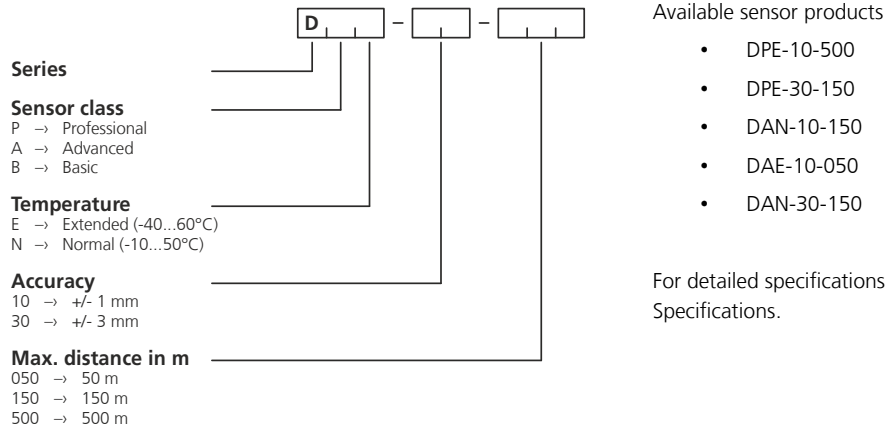 D – –
Series
Sensor class
P –› Professional
A –› Advanced
B –› Basic
Temperature
E –› Extended (-40...60°C)
N –› Normal (-10...50°C)
Accuracy
10 –› +/- 1 mm
30 –› +/- 3 mm
Max. distance in m
050 –› 50 m
150 –› 150 m
500 –› 500 m
Available sensor products
• DPE-10-500
• DPE-30-150
• DAN-10-150
• DAE-10-050
• DAN-30-150
For detailed specifications
Specifications.